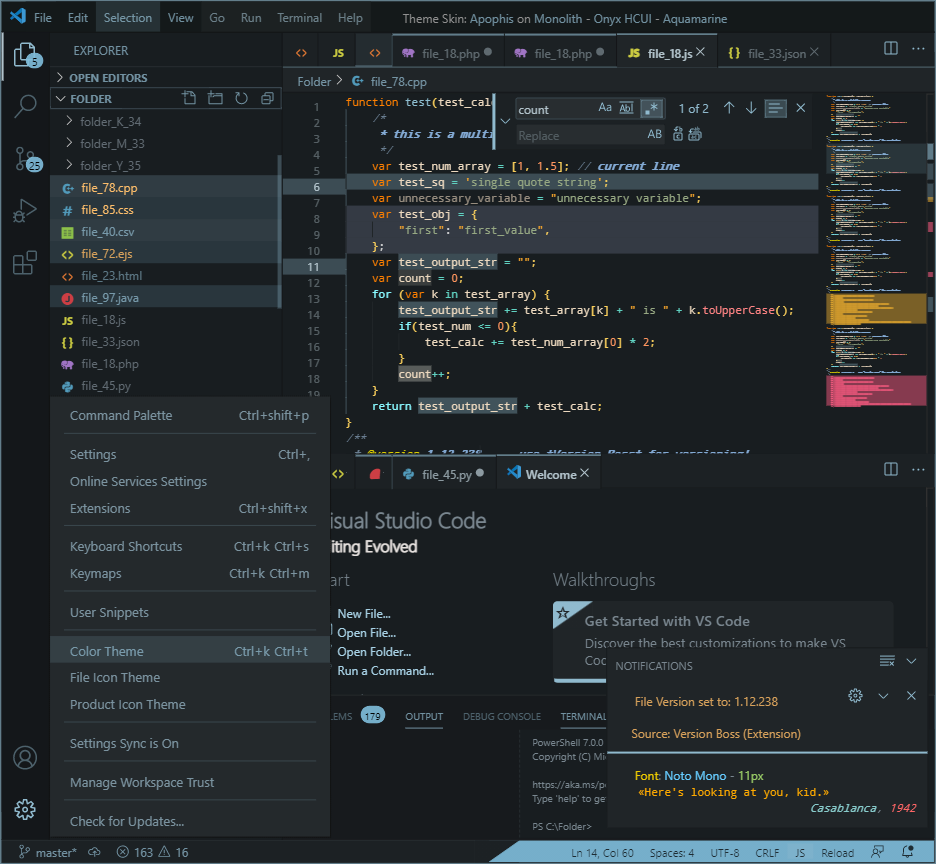 File Edit Selection View Go Run Terminal Help Theme Skin: Apophis on Monolith - Onyx HCUI - Aquamarine
5
25
EXPLORER
OPEN EDITORS
FOLDER
folder_K_34
folder_M_33
folder_Y_35
file_78.cpp
file_85.css
file_40.csv
file_72.ejs
file_23.html
file_97.java
file_18.js
file_33.json
file_18.php
file_45.py
JS file_18.php file_18.php JS file_18.js file_33.json
Folder file_78.cpp
count Aa Abl .* 1 of 2
Replace AB
1 function test(test_calc
2 /*
3 * this is a multi
4 */
5 var test_num_array = [1, 1.5]; // current line
6 var test_sq = 'single quote string';
7 var unnecessary_variable = "unnecessary variable";
8 var test_obj = {
9 "first": "first_value",
10 };
11 var test_output_str = "";
12 var count = 0;
13 for (var k in test_array) {
14 test_output_str += test_array[k] + " is " + k.toUpperCase();
15 if(test_num <= 0){
16 test_calc += test_num_array[0] * 2;
17 }
18 count++;
19 }
return test_output_str + test_calc;
}
/**
* @version 1.12.238 use *Version Boss* for versioning!
Command Palette Ctrl+shift+p
Settings Ctrl+,
Online Services Settings
Extensions Ctrl+shift+x
Keyboard Shortcuts Ctrl+k Ctrl+s
Keymaps Ctrl+k Ctrl+m
User Snippets
Color Theme Ctrl+k Ctrl+t
File Icon Theme
Product Icon Theme
Settings Sync is On
Manage Workspace Trust
Check for Updates...
file_45.py Welcome
isual Studio Code
iting Evolved
art
New File...
Open File...
Open Folder...
Run a Command...
Walkthroughs
Get Started with VS Code
Discover the best customizations to make VS
Coc
LEMS 179 OUTPUT DEBUG CONSOLE TERMINAL
PowerShell 7.0.0
Copyright (C) Mi
https://aka.ms/p
Type 'help' to ge
PS C:\Folder>
NOTIFICATIONS
File Version set to: 1.12.238
Source: Version Boss (Extension)
Font: Noto Mono - 11px
«Here's looking at you, kid.»
Casablanca, 1942
master* 163 16 Ln 14, Col 60 Spaces: 4 UTF-8 CRLF JS Reload